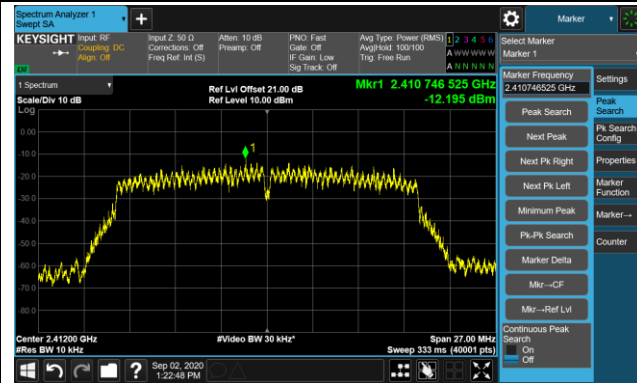 Spectrum Analyzer 1
Swept SA
Marker
KEYSIGHT
Input: RF
Coupling: DC
Align: Off
Input Z: 50 Ω
Corrections: Off
Freq Ref: Int (S)
Atten: 10 dB
Preamp: Off
PNO: Fast
Gate: Off
IF Gain: Low
Sig Track: Off
Avg Type: Power (RMS)
Avg|Hold: 100/100
Trig: Free Run
1 2 3 4 5 6
A W W W W W
A N N N N N
LXI
Select Marker
Marker 1
1 Spectrum
Scale/Div 10 dB
Log
Ref Lvl Offset 21.00 dB
Ref Level 10.00 dBm
Mkr1 2.410 746 525 GHz
-12.195 dBm
Marker Frequency
2.410746525 GHz
Peak Search
Next Peak
Next Pk Right
Next Pk Left
Minimum Peak
Pk-Pk Search
Marker Delta
Mkr→CF
Mkr→Ref Lvl
Continuous Peak
Search
On
Off
Settings
Peak
Search
Pk Search
Config
Properties
Marker
Function
Marker→
Counter
0.00
-10.0
-20.0
-30.0
-40.0
-50.0
-60.0
-70.0
-80.0
1
Center 2.41200 GHz
#Res BW 10 kHz
#Video BW 30 kHz*
Span 27.00 MHz
Sweep 333 ms (40001 pts)
?
Sep 02, 2020
1:22:48 PM